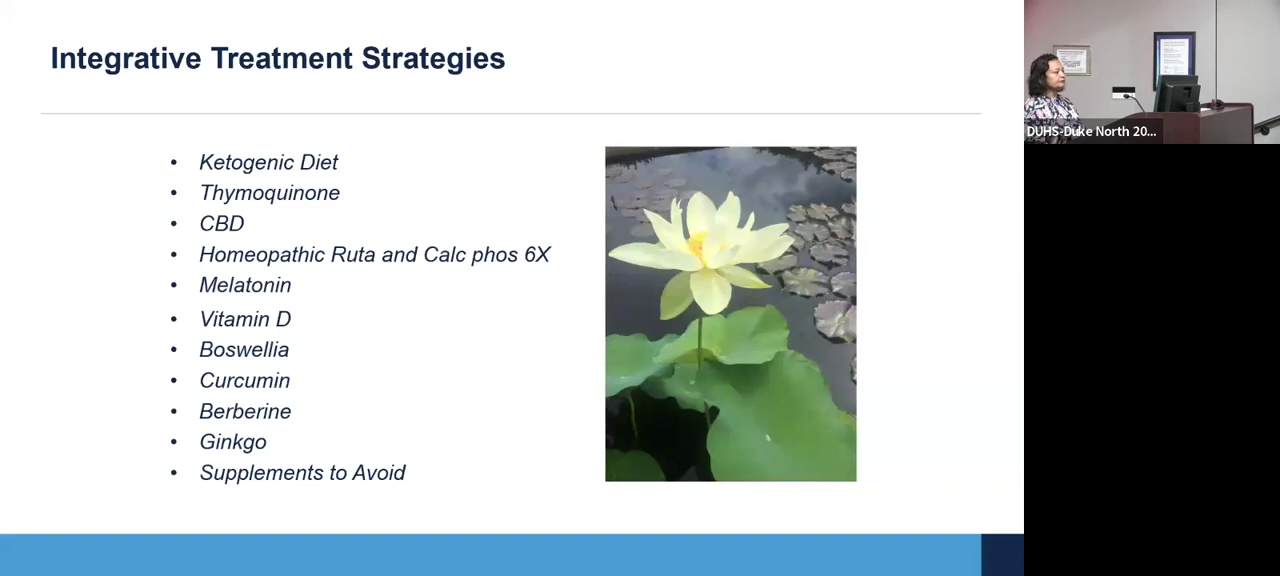 Integrative Treatment Strategies
• Ketogenic Diet
• Thymoquinone
• CBD
• Homeopathic Ruta and Calc phos 6X
• Melatonin
• Vitamin D
• Boswellia
• Curcumin
• Berberine
• Ginkgo
• Supplements to Avoid
DUHS-Duke North 20...